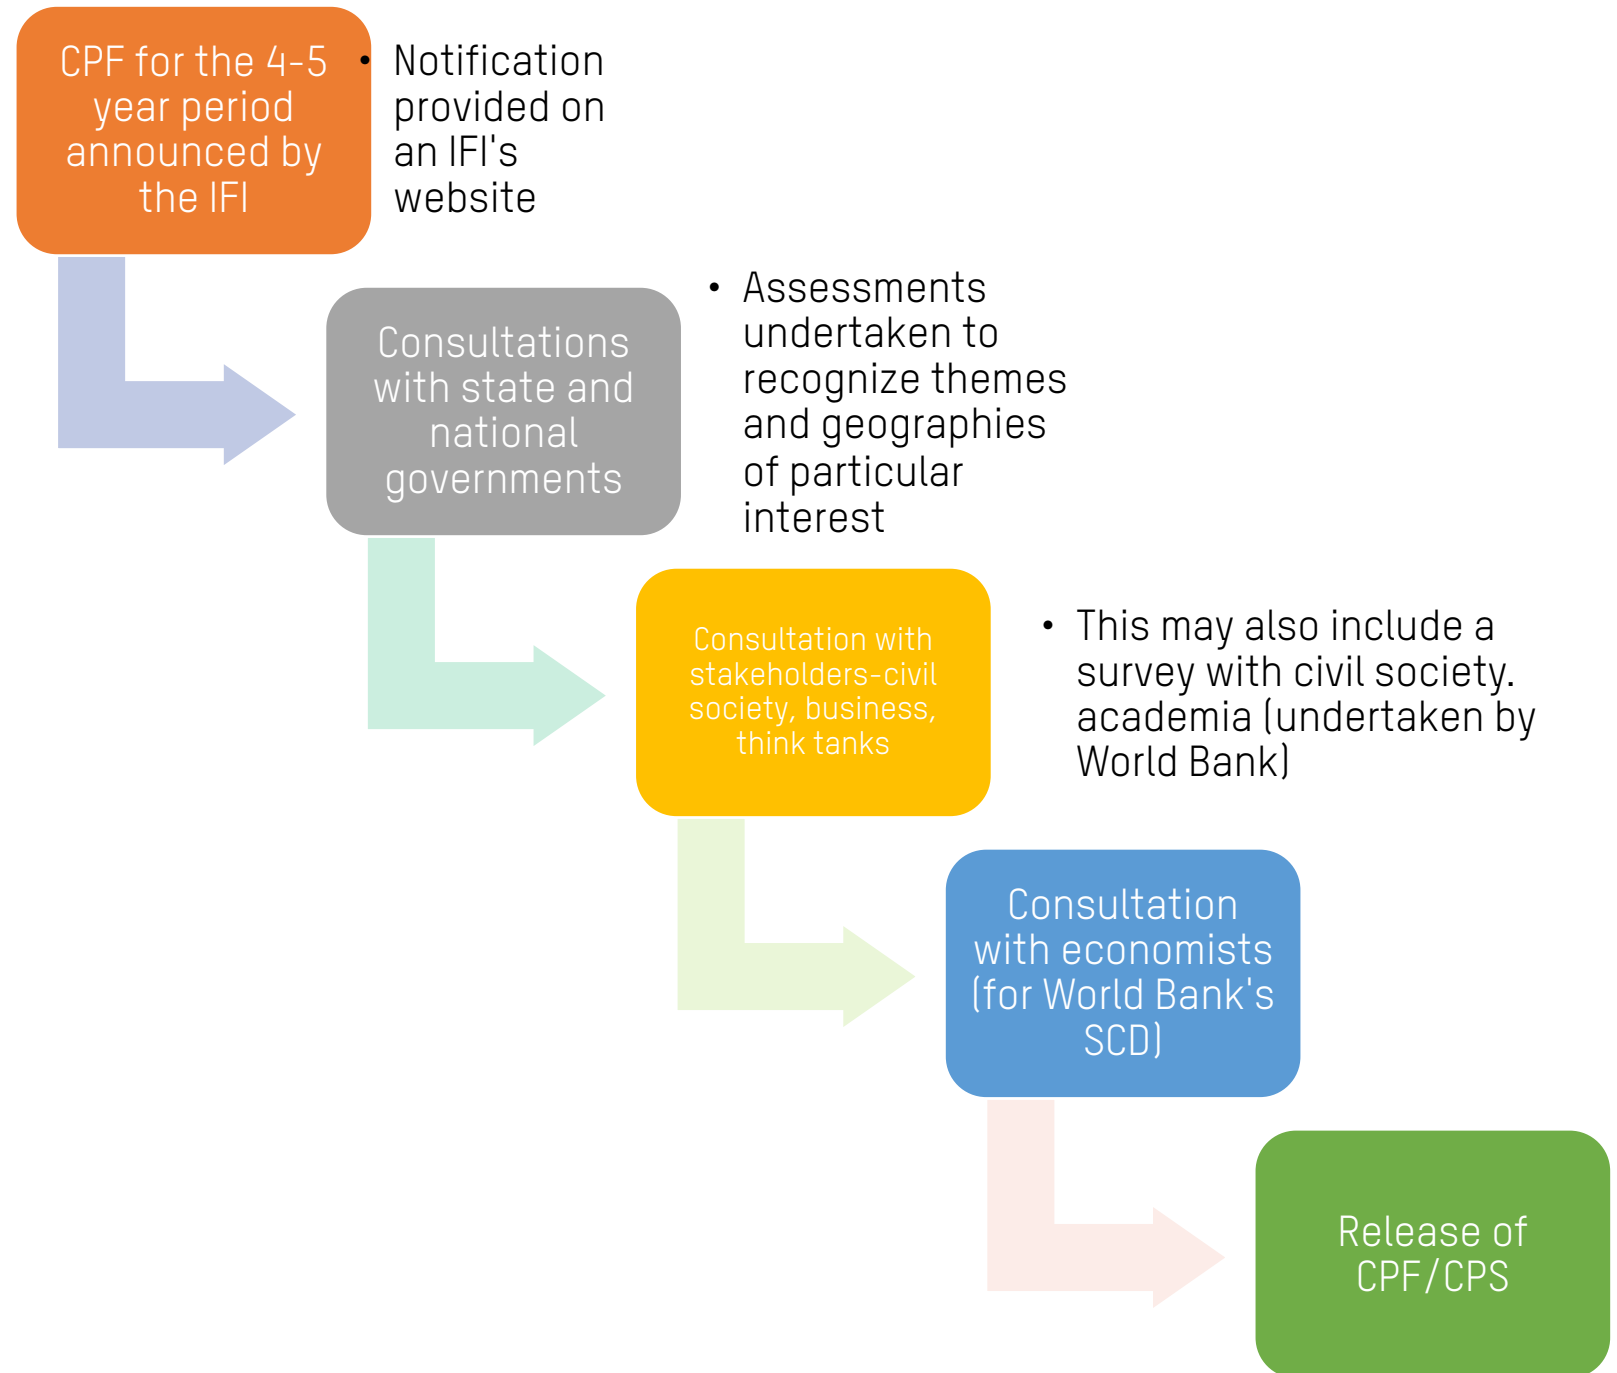 CPF for the 4-5
year period
announced by
the IFI
• Notification
provided on
an IFI's
website
Consultations
with state and
national
governments
• Assessments
undertaken to
recognize themes
and geographies
of particular
interest
Consultation with
stakeholders-civil
society, business,
think tanks
• This may also include a
survey with civil society.
academia (undertaken by
World Bank)
Consultation
with economists
(for World Bank's
SCD)
Release of
CPF/CPS